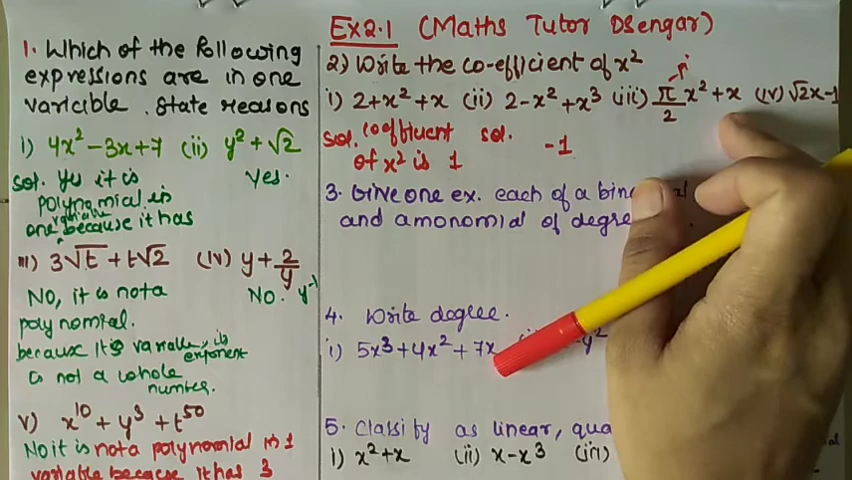 Ex2.1 (Maths Tutor Dsengar)
1. Which of the following
expressions are in one
variable. State reasons
i) 4x² - 3x + 7 (ii) y² + √2
Sol. Yes it is
polynomial in
one variable because it has
Yes.
iii) 3√t + t√2 (iv) y + 2/y
No, it is not a
polynomial.
because it's variable, its
exponent
is not a whole
number.
No. y⁻¹
v) x¹⁰ + y³ + t⁵⁰
No it is not a polynomial in 1
variable because it has 3
2) Write the co-efficient of x²
i) 2+x²+x (ii) 2-x²+x³ (iii) π/2 x²+x (iv) √2x-1
Sol.
of x² is 1
sol. -1
3. Give one ex. each of a
and a monomial of
4. Write degree.
i) 5x³+4x²+7x
5. Classify as linear,
i) x²+x (ii) x-x³ (iii)